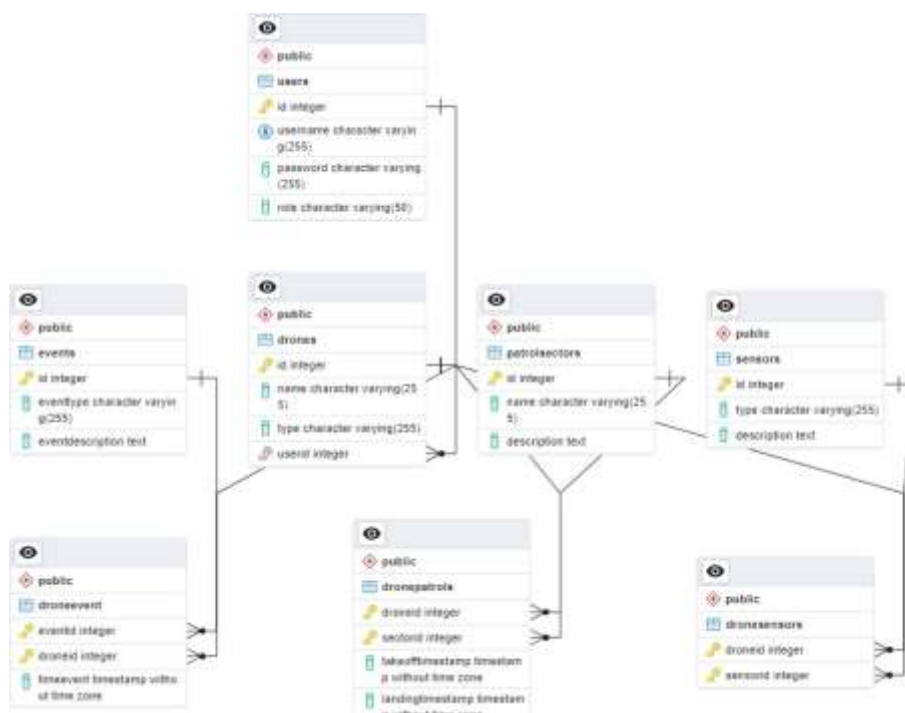 public
users
id integer
username character varyin
g(255)
password character varying
(255)
role character varying(50)
public
events
id integer
eventtype character varyin
g(255)
eventdescription text
public
drones
id integer
name character varying(25
5)
type character varying(255)
userid integer
public
patrolsectors
id integer
name character varying(25
5)
description text
public
sensors
id integer
type character varying(255)
description text
public
droneevent
eventid integer
droneid integer
timeevent timestamp witho
ut time zone
public
dronepatrols
droneid integer
sectorid integer
takeofftimestamp timestam
p without time zone
landingtimestamp timestam
p without time zone
public
dronesensors
droneid integer
sensorid integer